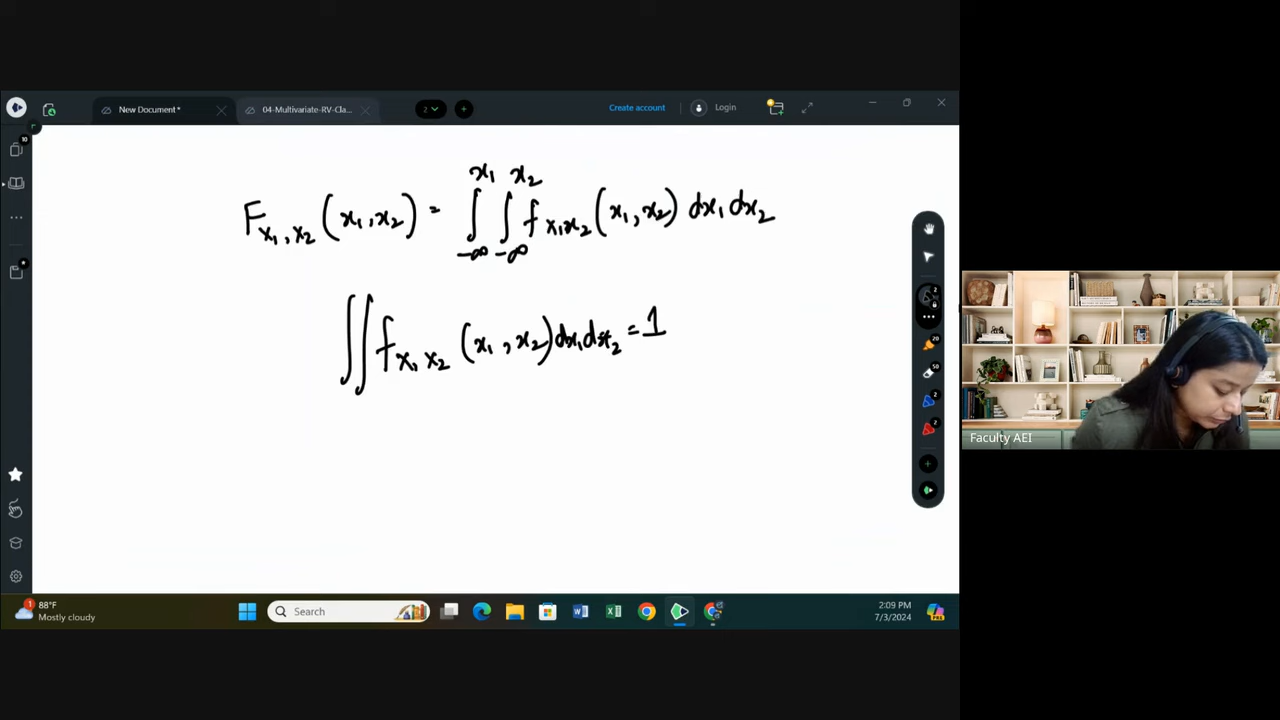 New Document*
04-Multivariate-RV-Cla...
2
Create account
Login
F_{x_1,x_2}(x_1,x_2) = ∫_{-∞}^{x_1} ∫_{-∞}^{x_2} f_{x_1x_2}(x_1,x_2) dx_1 dx_2
∬ f_{x_1x_2}(x_1,x_2) dx_1 dx_2 = 1
Faculty AEI
88°F
Mostly cloudy
Search
2:09 PM
7/3/2024